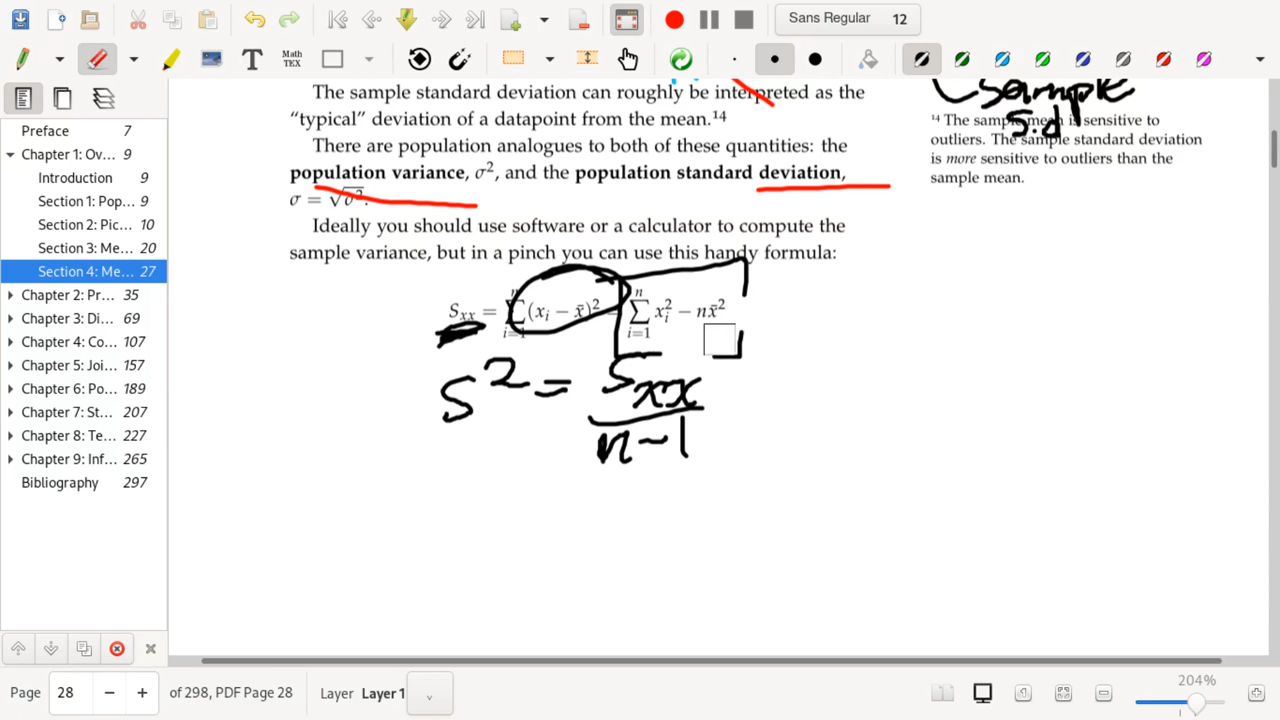 Sans Regular 12
Math
TEX
Preface 7
Chapter 1: Ov... 9
Introduction 9
Section 1: Pop... 9
Section 2: Pic... 13
Section 3: Me... 20
Section 4: Me... 27
Chapter 2: Pr... 35
Chapter 3: Di... 69
Chapter 4: Co... 107
Chapter 5: Joi... 157
Chapter 6: Po... 189
Chapter 7: St... 207
Chapter 8: Te... 227
Chapter 9: Inf... 265
Bibliography 297
The sample standard deviation can roughly be interpreted as the
“typical” deviation of a datapoint from the mean.¹⁴
There are population analogues to both of these quantities: the
population variance, σ², and the population standard deviation,
σ = √σ².
Ideally you should use software or a calculator to compute the
sample variance, but in a pinch you can use this handy formula:
Sₓₓ = n∑i=1 (xᵢ − x̄)² = n∑i=1 xᵢ² − nx̄²
S² = Sxx
n-1
Sample
S.d
¹⁴ The sample mean is sensitive to
outliers. The sample standard deviation
is more sensitive to outliers than the
sample mean.
Page 28 of 298, PDF Page 28 Layer Layer 1 204%